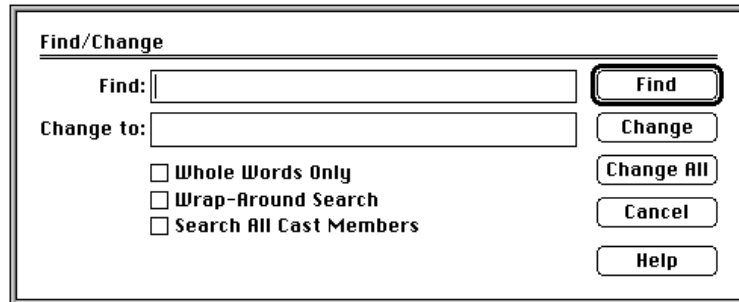 Find/Change
Find:
Find
Change to:
Change
Whole Words Only
Change All
Wrap-Around Search
Cancel
Search All Cast Members
Help